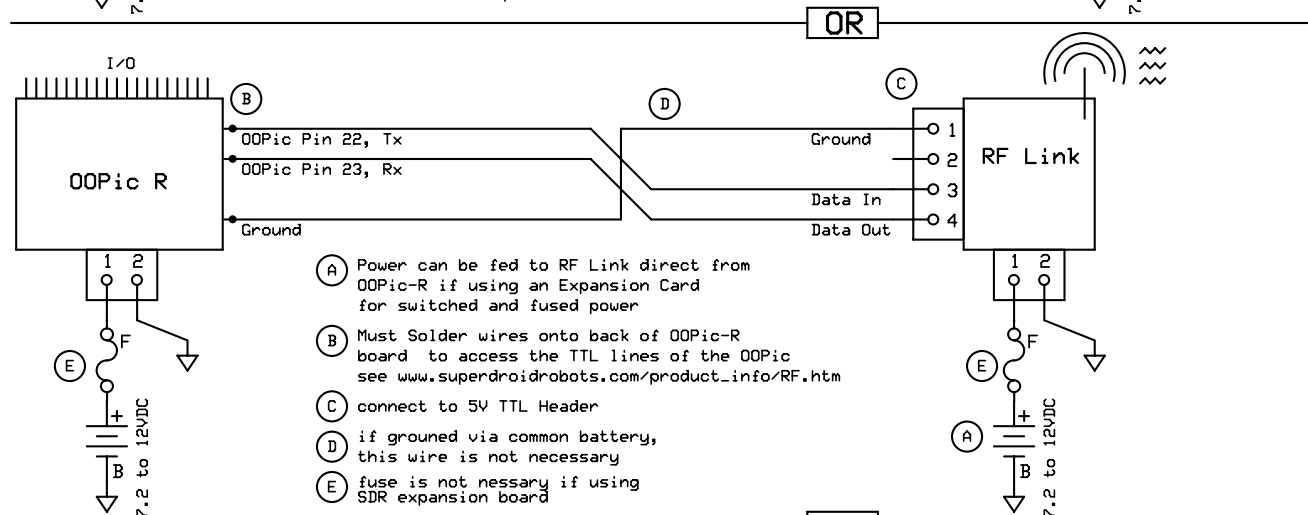 OR
I/O
B
D
C
OOPic Pin 22, Tx
OOPic Pin 23, Rx
Ground
OOPic R
Ground
1
2
3
4
Data In
Data Out
RF Link
1 2
F
E
+
B
7.2 to 12VDC
A Power can be fed to RF Link direct from
OOPic-R if using an Expansion Card
for switched and fused power
B Must Solder wires onto back of OOPic-R
board to access the TTL lines of the OOPic
see www.superdroidrobots.com/product_info/RF.htm
C connect to 5V TTL Header
D if grouned via common battery,
this wire is not necessary
E fuse is not nessary if using
SDR expansion board
1 2
F
E
A
+
B
7.2 to 12VDC